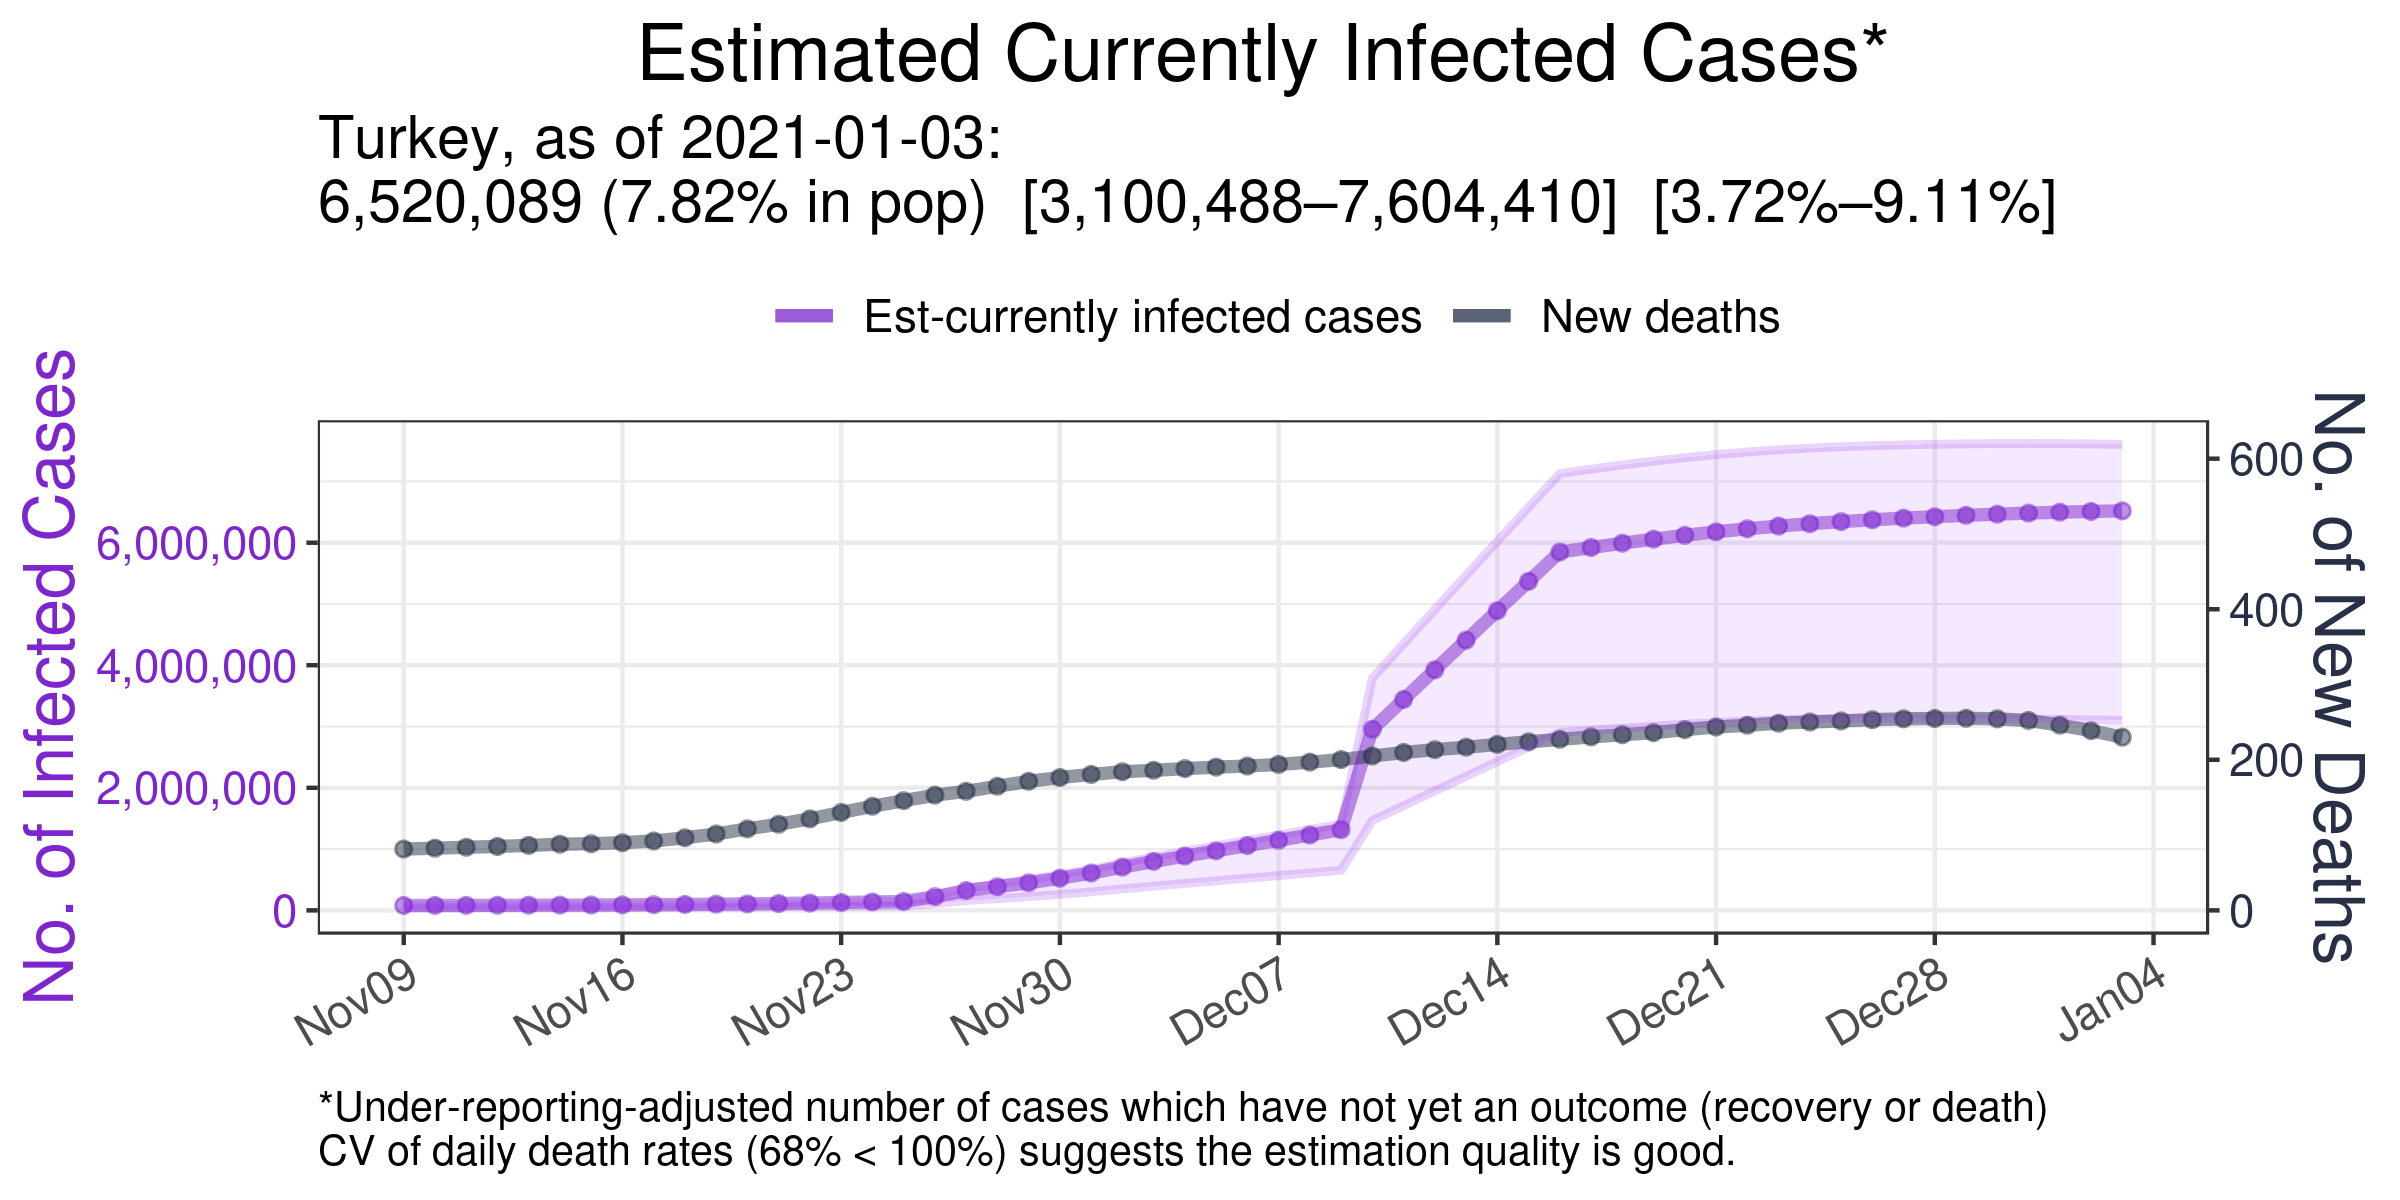 Estimated Currently Infected Cases*
Turkey, as of 2021-01-03:
6,520,089 (7.82% in pop)  [3,100,488–7,604,410]  [3.72%–9.11%]
Est-currently infected cases
New deaths
No. of Infected Cases
6,000,000
4,000,000
2,000,000
0
No. of New Deaths
600
400
200
0
Nov09
Nov16
Nov23
Nov30
Dec07
Dec14
Dec21
Dec28
Jan04
*Under-reporting-adjusted number of cases which have not yet an outcome (recovery or death)
CV of daily death rates (68% < 100%) suggests the estimation quality is good.